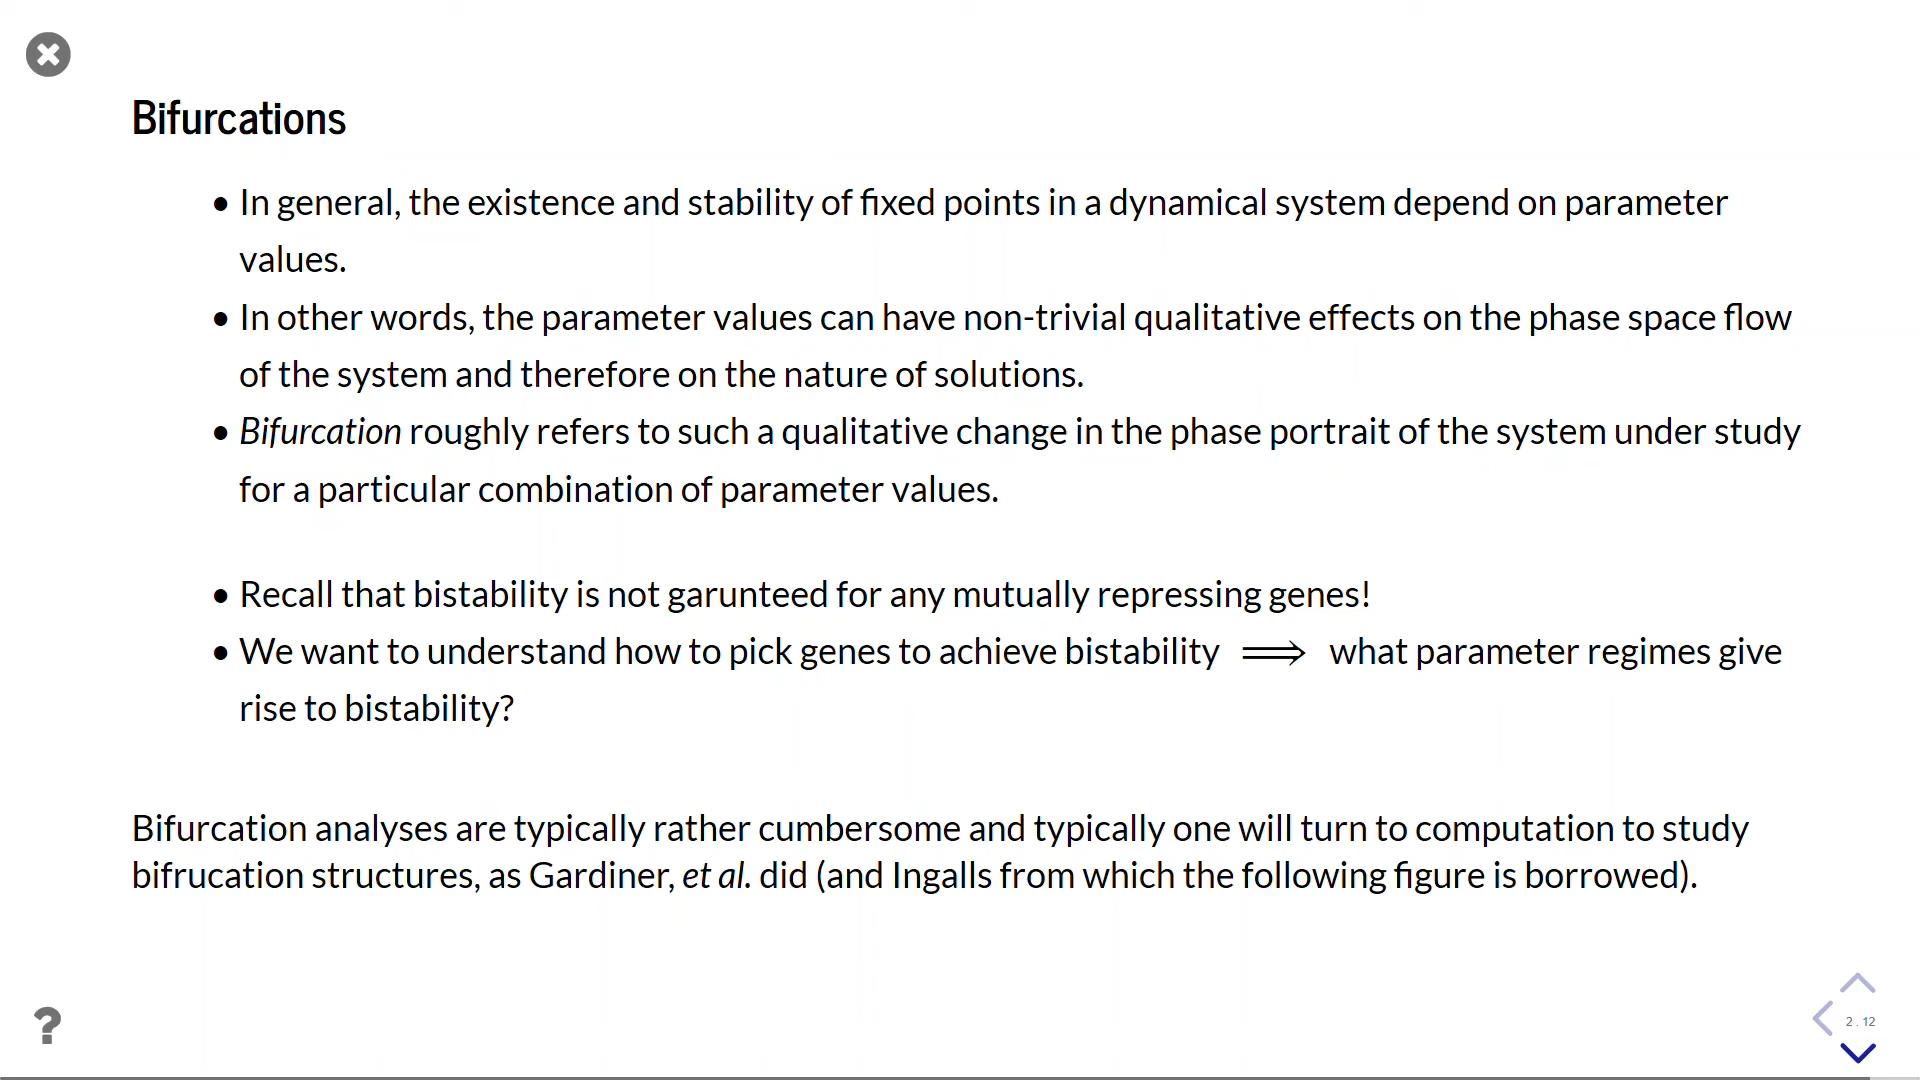 Bifurcations
• In general, the existence and stability of fixed points in a dynamical system depend on parameter
values.
• In other words, the parameter values can have non-trivial qualitative effects on the phase space flow
of the system and therefore on the nature of solutions.
• Bifurcation roughly refers to such a qualitative change in the phase portrait of the system under study
for a particular combination of parameter values.
• Recall that bistability is not garunteed for any mutually repressing genes!
• We want to understand how to pick genes to achieve bistability ⟹ what parameter regimes give
rise to bistability?
Bifurcation analyses are typically rather cumbersome and typically one will turn to computation to study
bifrucation structures, as Gardiner, et al. did (and Ingalls from which the following figure is borrowed).
?
2 . 12